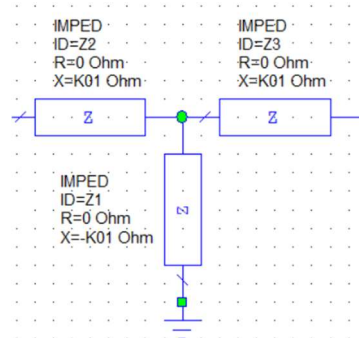 IMPED
ID=Z2
R=0 Ohm
X=K01 Ohm
IMPED
ID=Z3
R=0 Ohm
X=K01 Ohm
Z
Z
IMPED
ID=Z1
R=0 Ohm
X=-K01 Ohm
Z